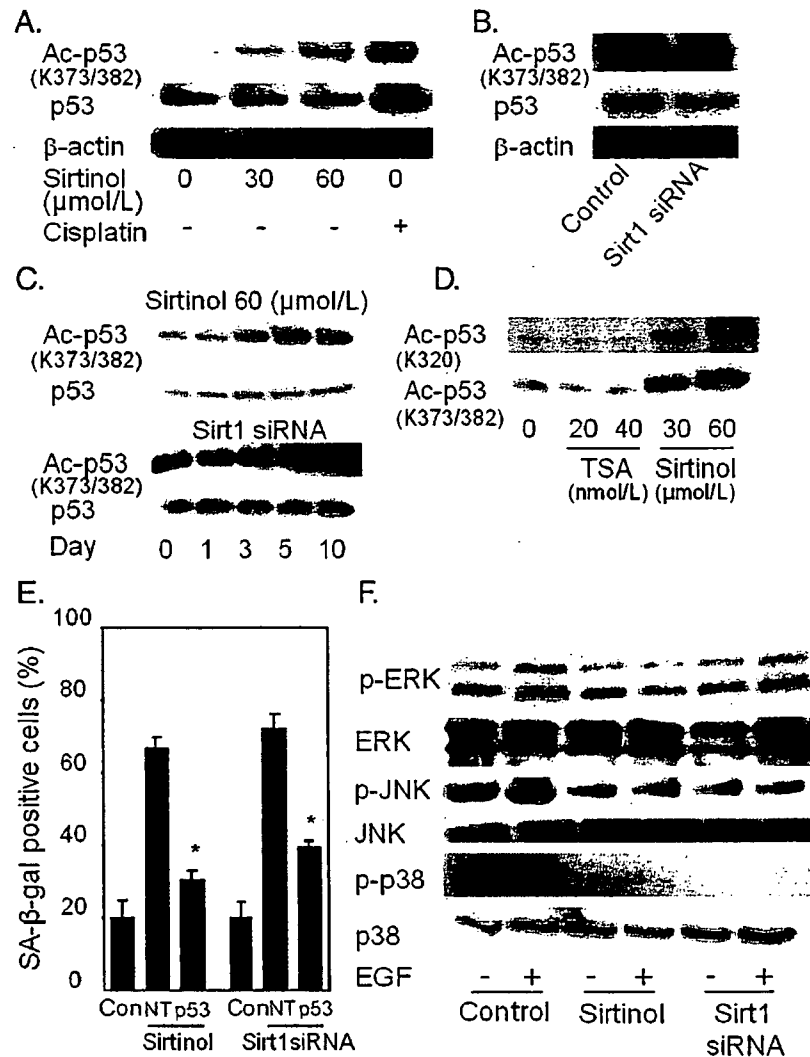 A.
Ac-p53
(K373/382)
p53
β-actin
Sirtinol 0 30 60 0
(μmol/L)
Cisplatin - - - +
B.
Ac-p53
(K373/382)
p53
β-actin
Control
Sirt1 siRNA
C.
Sirtinol 60 (μmol/L)
Ac-p53
(K373/382)
p53
Sirt1 siRNA
Ac-p53
(K373/382)
p53
Day 0 1 3 5 10
D.
Ac-p53
(K320)
Ac-p53
(K373/382)
0 20 40 30 60
TSA Sirtinol
(nmol/L) (μmol/L)
E.
SA-β-gal positive cells (%)
100
80
60
40
20
0
* *
Con NT p53 Con NT p53
Sirtinol Sirt1siRNA
F.
p-ERK
ERK
p-JNK
JNK
p-p38
p38
EGF - + - + - +
Control Sirtinol Sirt1
siRNA